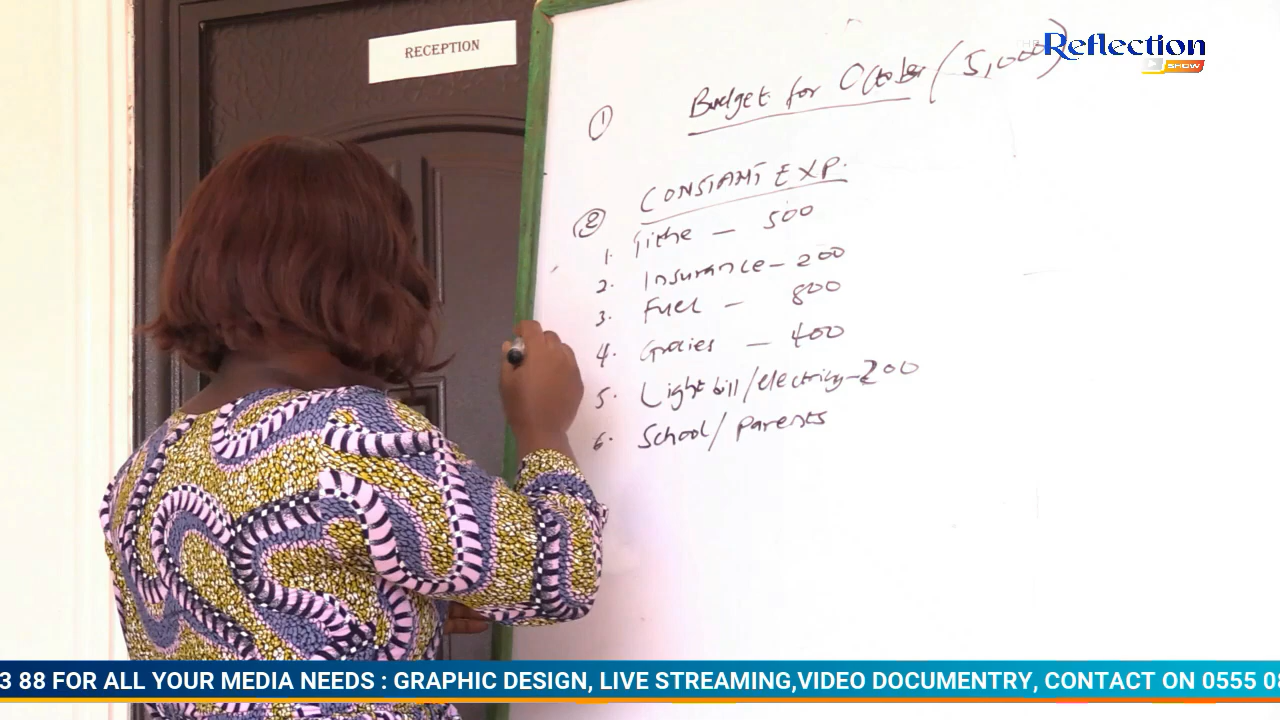 RECEPTION
THE Reflection
SHOW
① Budget for October (5,000)
② CONSTANT EXP.
1. Tithe — 500
2. Insurance – 200
3. Fuel – 800
4. Grocies — 400
5. Light bill/electricity – 200
6. School/Parents
3 88 FOR ALL YOUR MEDIA NEEDS : GRAPHIC DESIGN, LIVE STREAMING,VIDEO DOCUMENTRY, CONTACT ON 0555 08